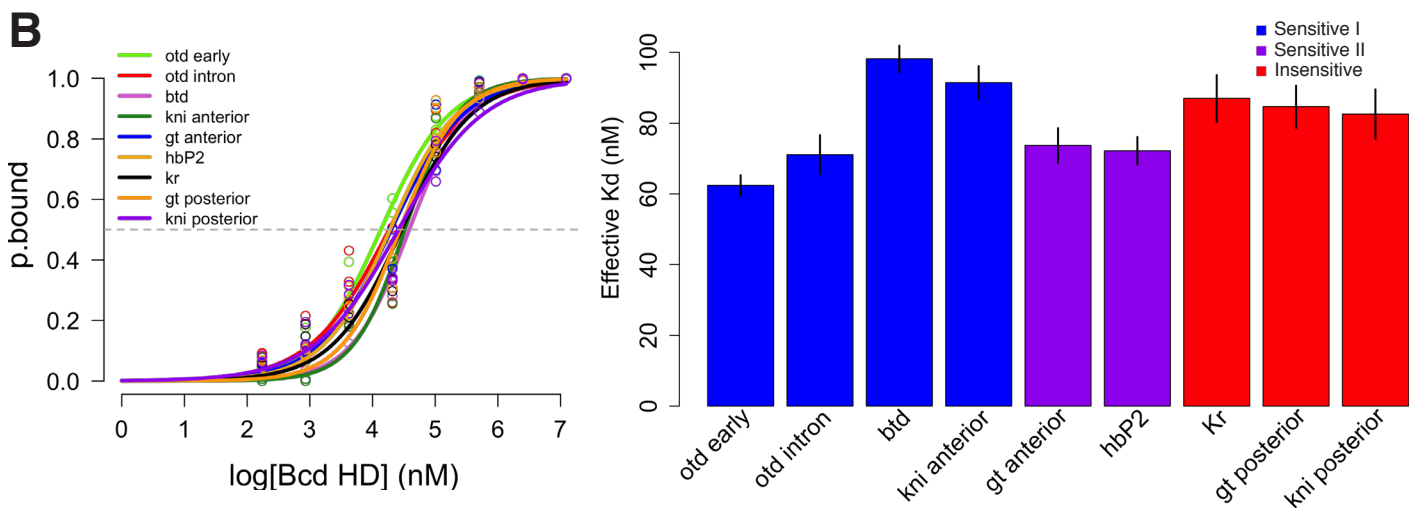 B
otd early
otd intron
btd
kni anterior
gt anterior
hbP2
kr
gt posterior
kni posterior
p.bound
1.0
0.8
0.6
0.4
0.2
0.0
0 1 2 3 4 5 6 7
log[Bcd HD] (nM)
Sensitive I
Sensitive II
Insensitive
Effective Kd (nM)
100
80
60
40
20
0
otd early
otd intron
btd
kni anterior
gt anterior
hbP2
Kr
gt posterior
kni posterior